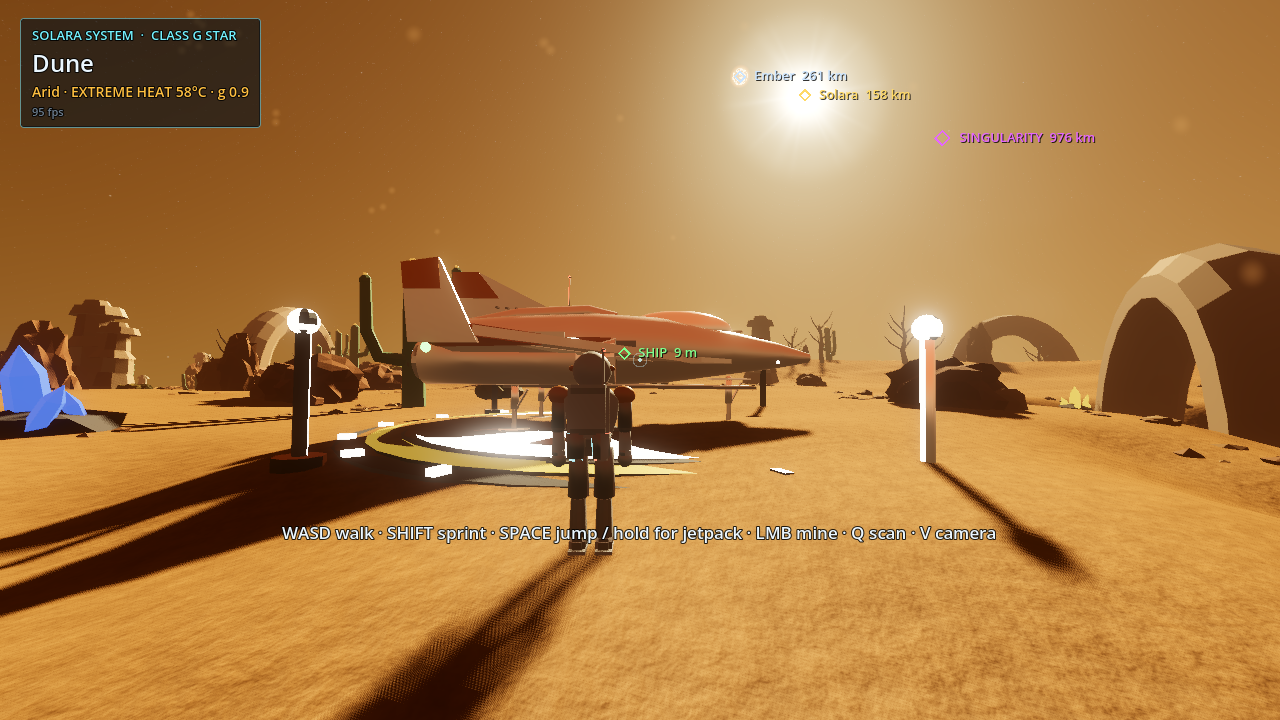 SOLARA SYSTEM · CLASS G STAR
Dune
Arid · EXTREME HEAT 58°C · g 0.9
95 fps
Ember 261 km
Solara 158 km
SINGULARITY 976 km
SHIP 9 m
WASD walk · SHIFT sprint · SPACE jump / hold for jetpack · LMB mine · Q scan · V camera